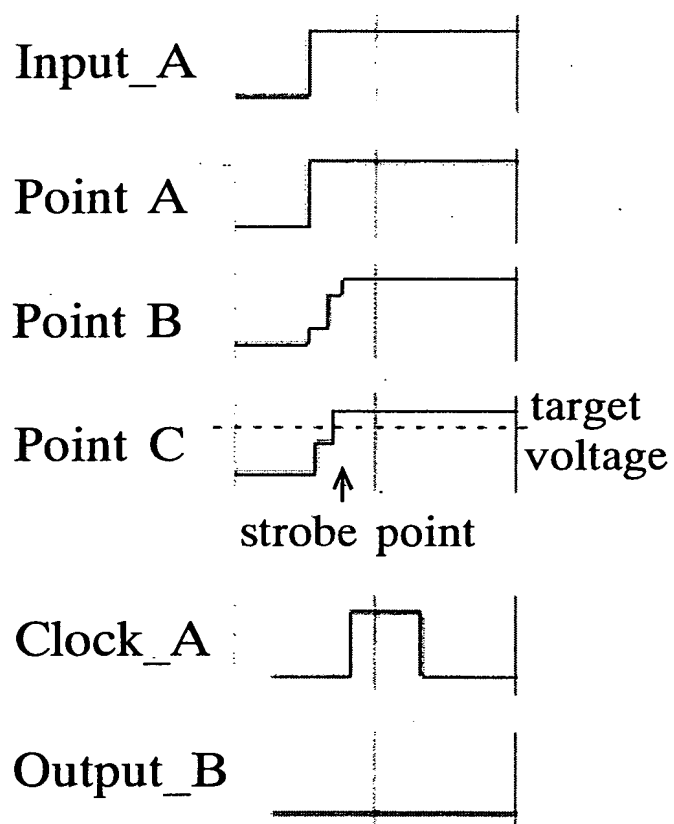 Input_A
Point A
Point B
Point C
target
voltage
strobe point
Clock_A
Output_B